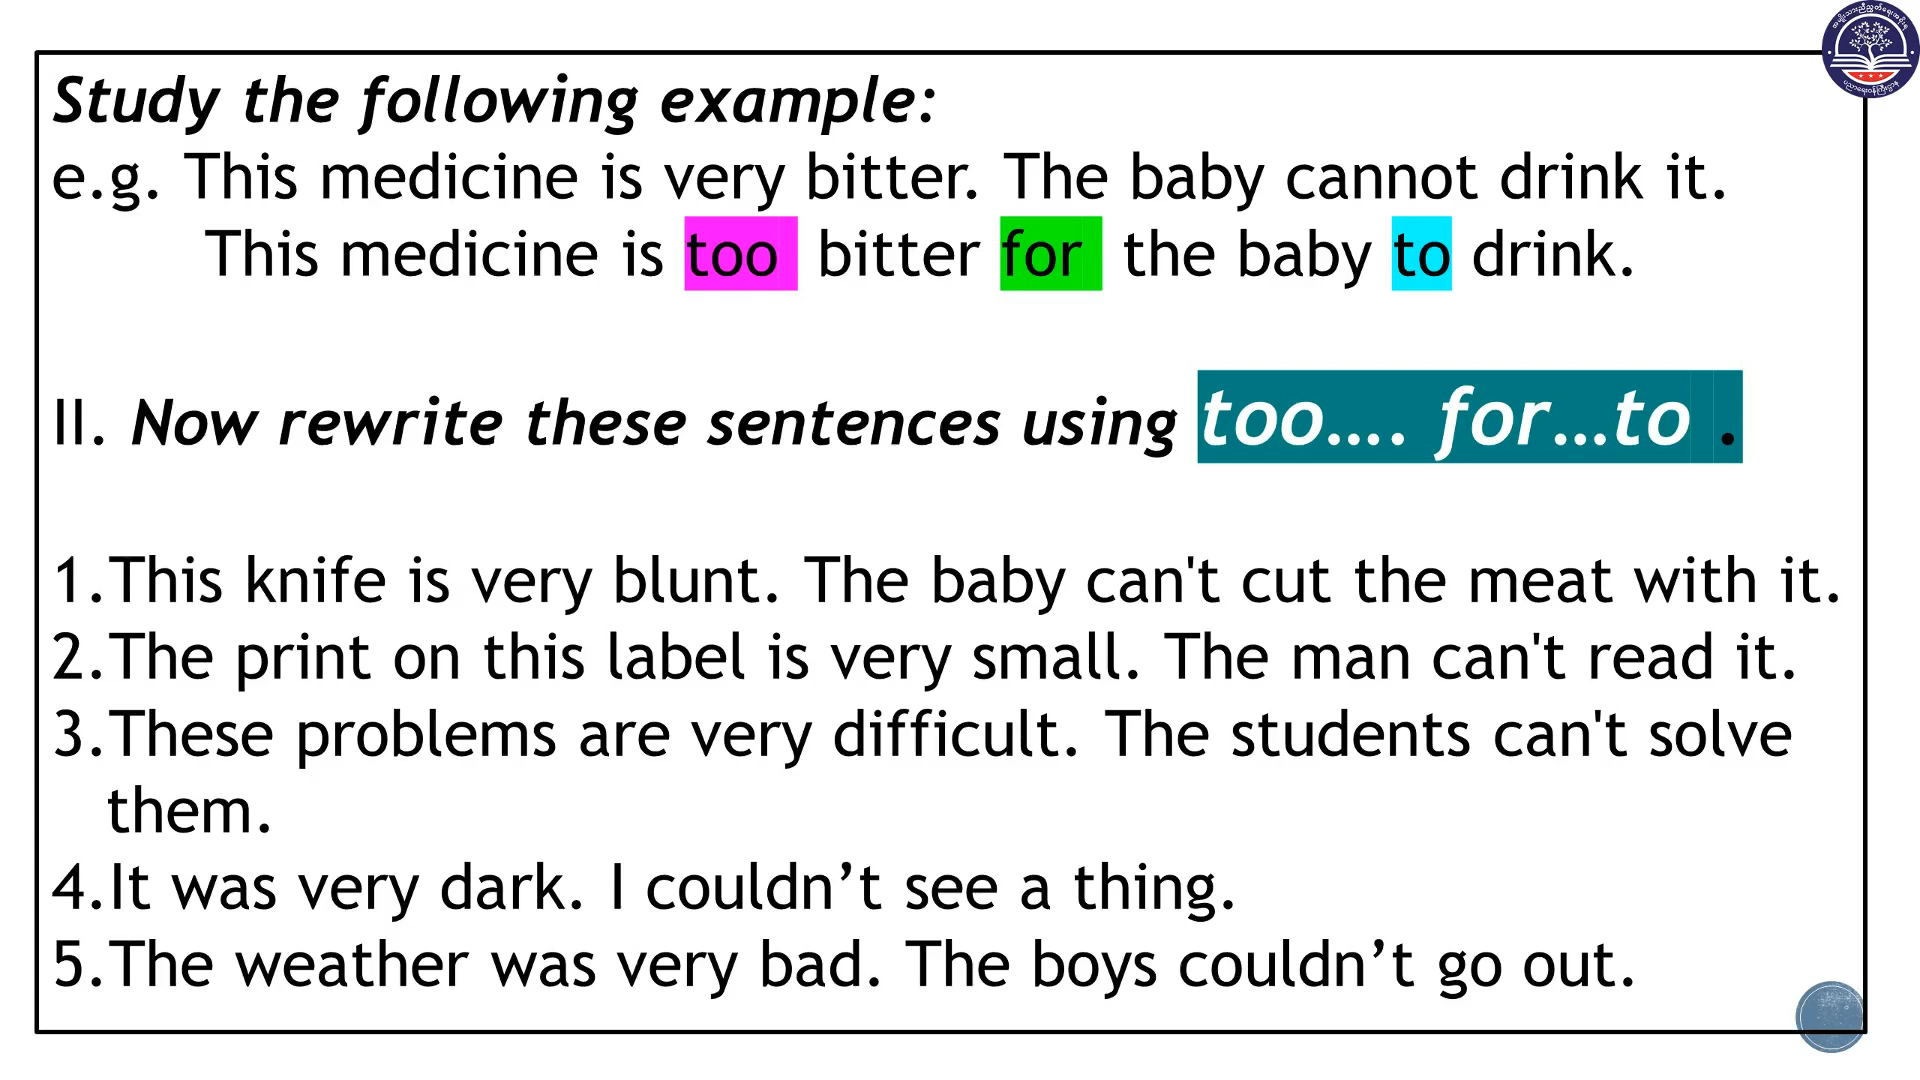 Study the following example:
e.g. This medicine is very bitter. The baby cannot drink it.
This medicine is too bitter for the baby to drink.
II. Now rewrite these sentences using too.... for...to .
1.This knife is very blunt. The baby can't cut the meat with it.
2.The print on this label is very small. The man can't read it.
3.These problems are very difficult. The students can't solve
them.
4.It was very dark. I couldn’t see a thing.
5.The weather was very bad. The boys couldn’t go out.